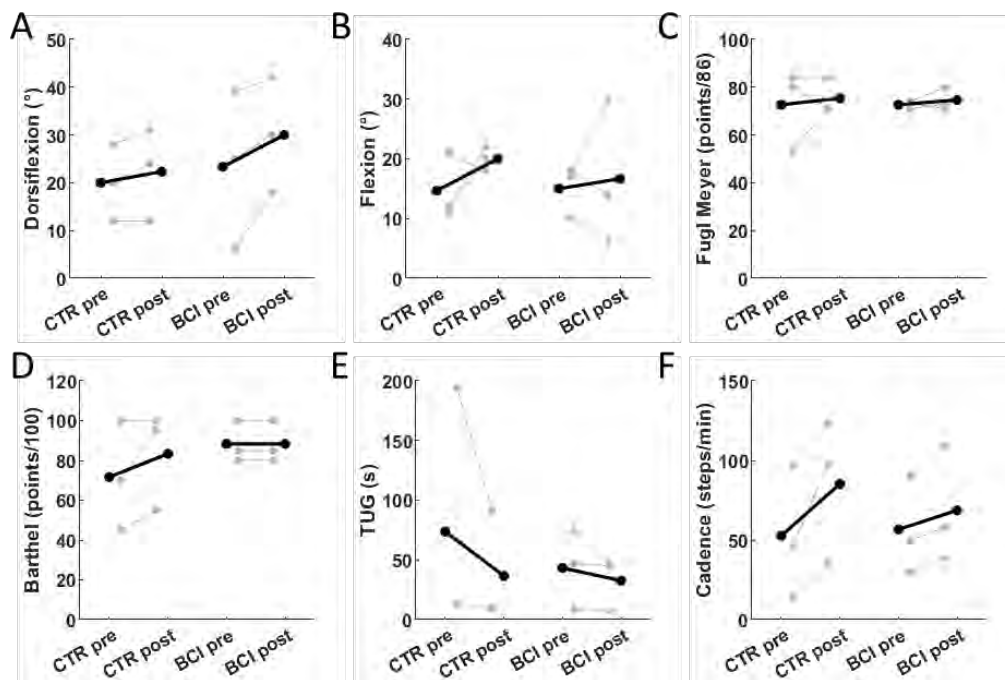 A
Dorsiflexion (°)
50
40
30
20
10
0
CTR pre
CTR post
BCI pre
BCI post
B
Flexion (°)
40
30
20
10
0
CTR pre
CTR post
BCI pre
BCI post
C
Fugl Meyer (points/86)
100
80
60
40
20
0
CTR pre
CTR post
BCI pre
BCI post
D
Barthel (points/100)
120
100
80
60
40
20
0
CTR pre
CTR post
BCI pre
BCI post
E
TUG (s)
200
150
100
50
0
CTR pre
CTR post
BCI pre
BCI post
F
Cadence (steps/min)
150
100
50
0
CTR pre
CTR post
BCI pre
BCI post